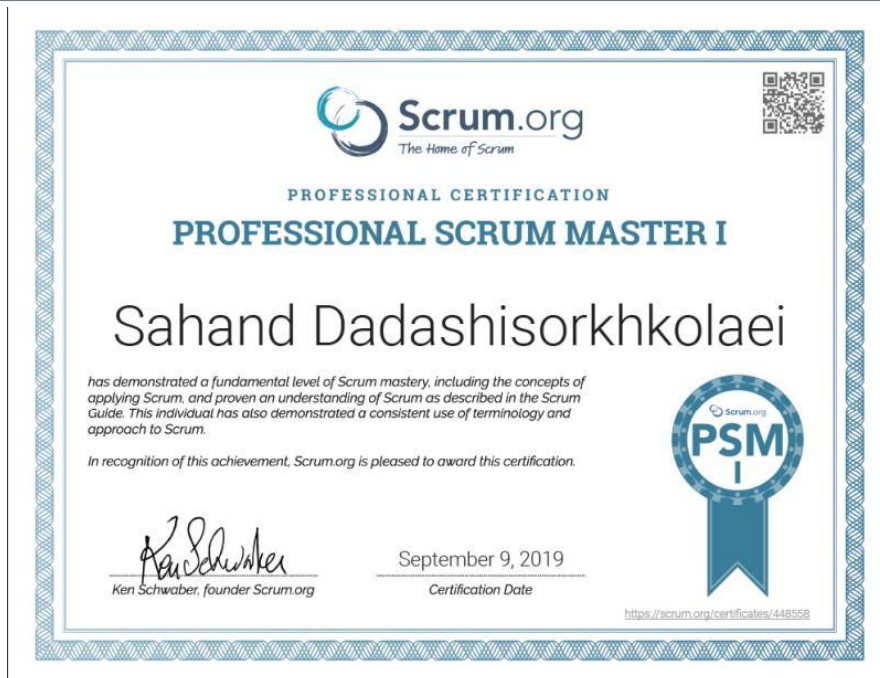 Scrum.org
The Home of Scrum
PROFESSIONAL CERTIFICATION
PROFESSIONAL SCRUM MASTER I
Sahand Dadashisorkhkolaei
has demonstrated a fundamental level of Scrum mastery, including the concepts of
applying Scrum, and proven an understanding of Scrum as described in the Scrum
Guide. This individual has also demonstrated a consistent use of terminology and
approach to Scrum.
In recognition of this achievement, Scrum.org is pleased to award this certification.
Scrum.org
PSM
I
Ken Schwaber
September 9, 2019
Ken Schwaber, founder Scrum.org
Certification Date
https://scrum.org/certificates/448558